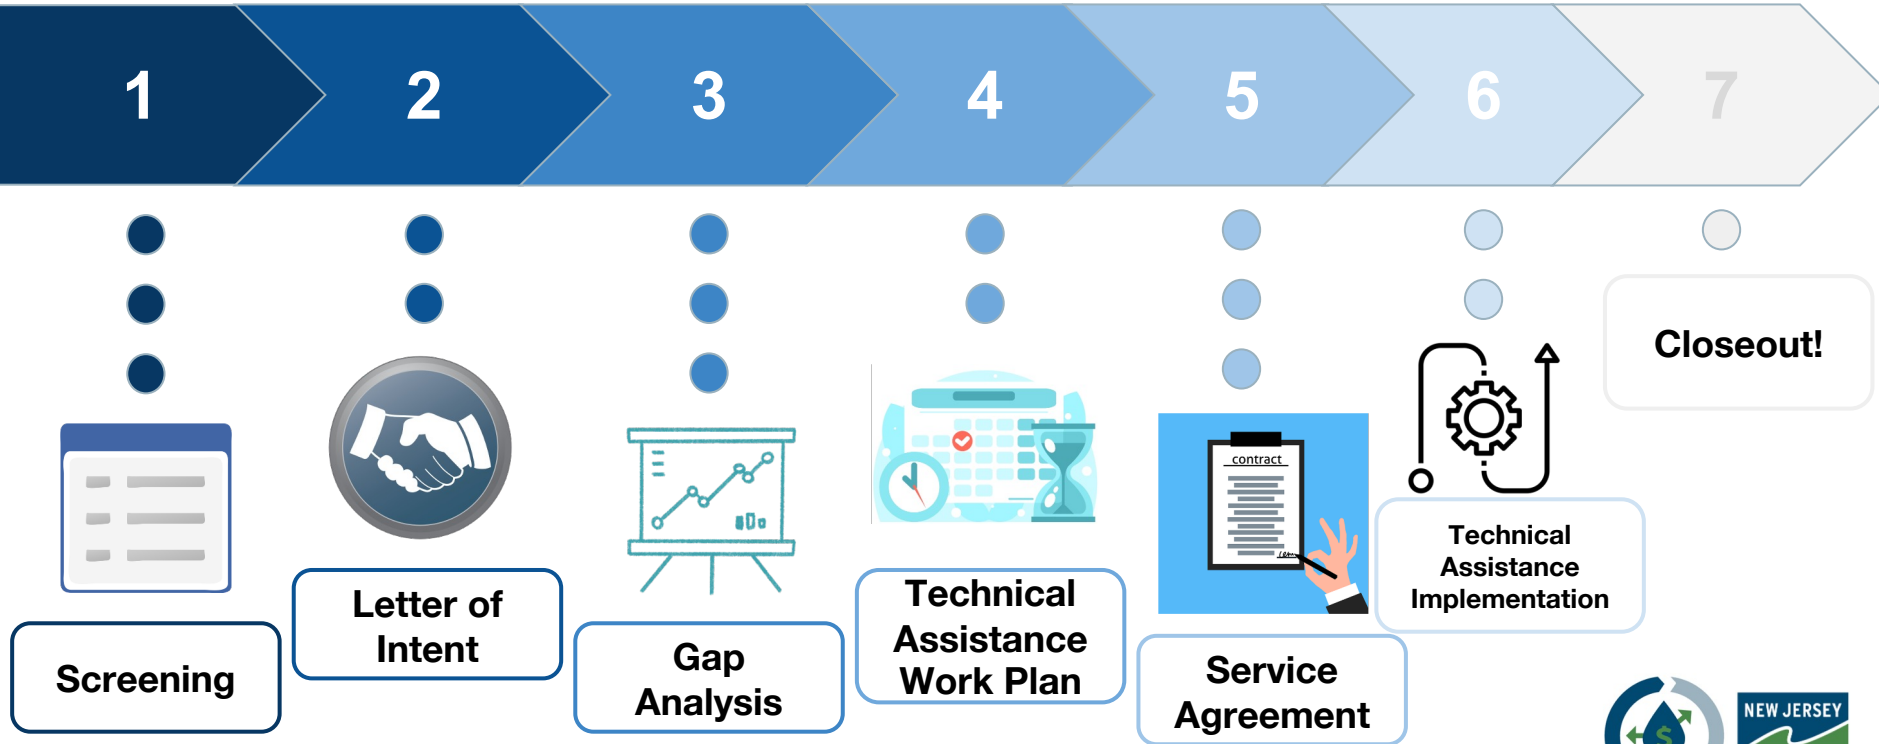 1
2
3
4
5
6
7
Screening
Letter of
Intent
Gap
Analysis
Technical
Assistance
Work Plan
contract
Service
Agreement
Technical
Assistance
Implementation
Closeout!
$
NEW JERSEY